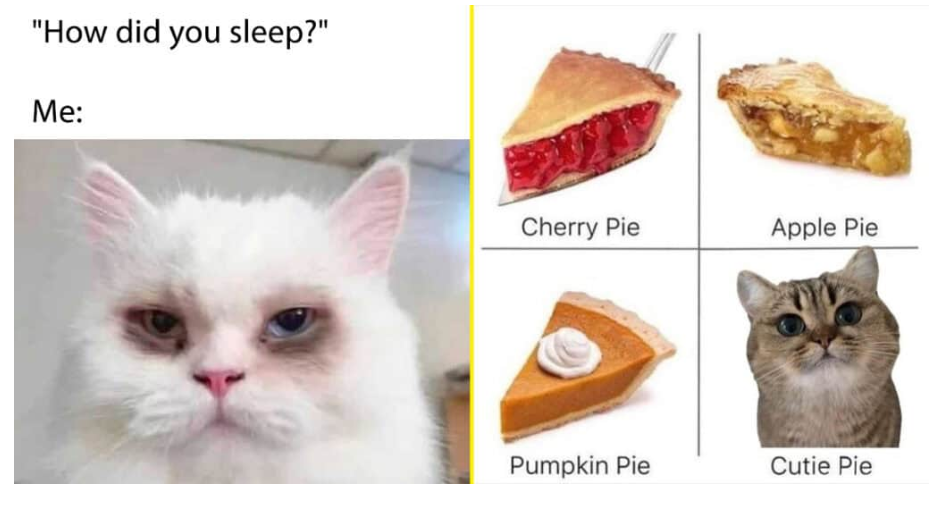 "How did you sleep?"
Me:
Cherry Pie
Apple Pie
Pumpkin Pie
Cutie Pie